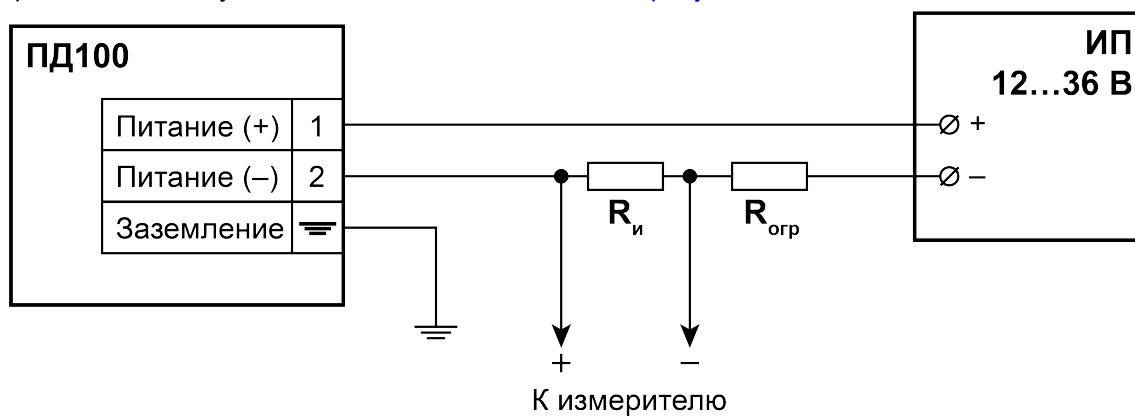 ПД100
Питание (+) 1
Питание (–) 2
Заземление
ИП
12...36 В
+
–
Rи
Rогр
+
–
К измерителю